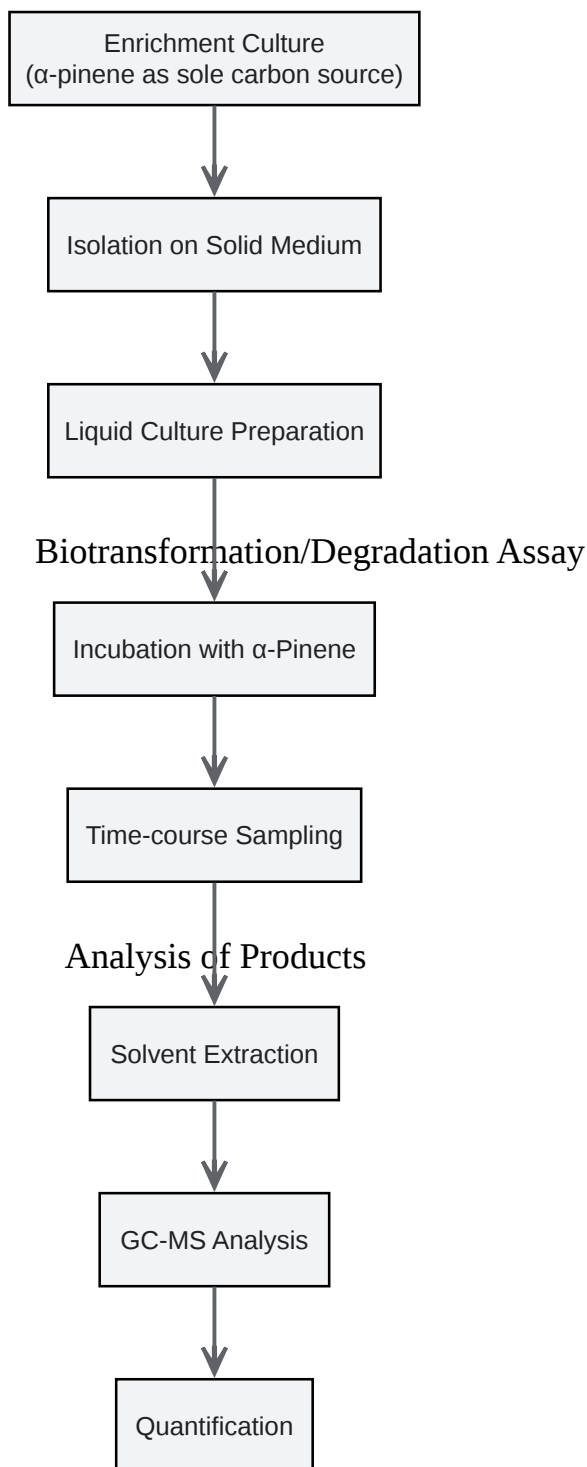 Enrichment Culture
(α-pinene as sole carbon source)
Isolation on Solid Medium
Liquid Culture Preparation
Biotransformation/Degradation Assay
Incubation with α-Pinene
Time-course Sampling
Analysis of Products
Solvent Extraction
GC-MS Analysis
Quantification